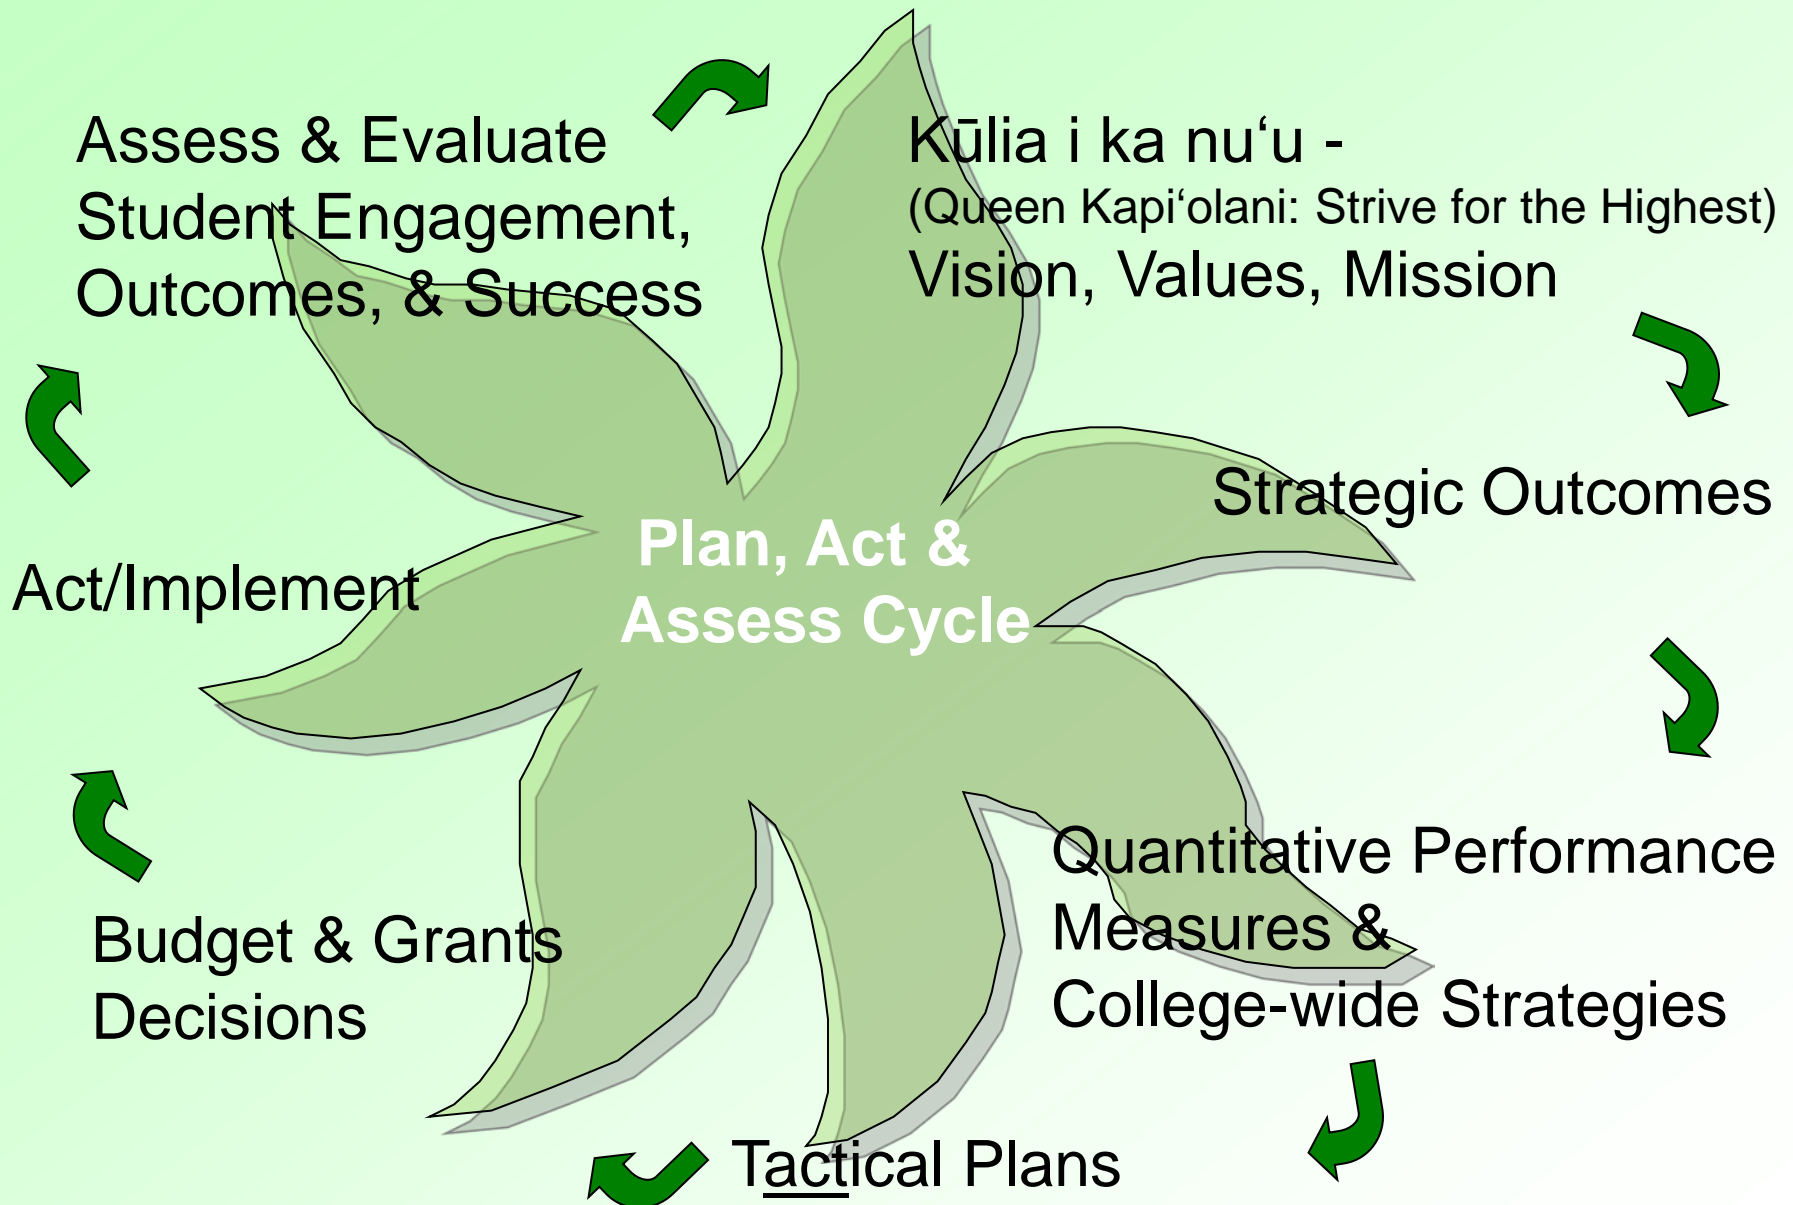 Assess & Evaluate
Student Engagement,
Outcomes, & Success
Kūlia i ka nuʻu -
(Queen Kapiʻolani: Strive for the Highest)
Vision, Values, Mission
Strategic Outcomes
Plan, Act &
Assess Cycle
Act/Implement
Quantitative Performance
Measures &
College-wide Strategies
Budget & Grants
Decisions
Tactical Plans